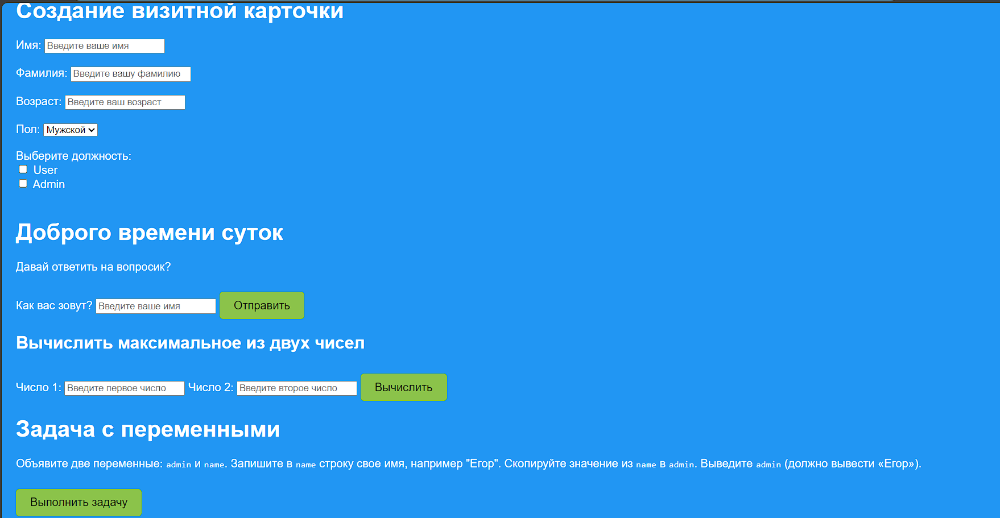 Создание визитной карточки
Имя: Введите ваше имя
Фамилия: Введите вашу фамилию
Возраст: Введите ваш возраст
Пол: Мужской
Выберите должность:
User
Admin
Доброго времени суток
Давай ответить на вопросик?
Как вас зовут? Введите ваше имя Отправить
Вычислить максимальное из двух чисел
Число 1: Введите первое число Число 2: Введите второе число Вычислить
Задача с переменными
Объявите две переменные: admin и name. Запишите в name строку свое имя, например "Егор". Скопируйте значение из name в admin. Выведите admin (должно вывести «Егор»).
Выполнить задачу